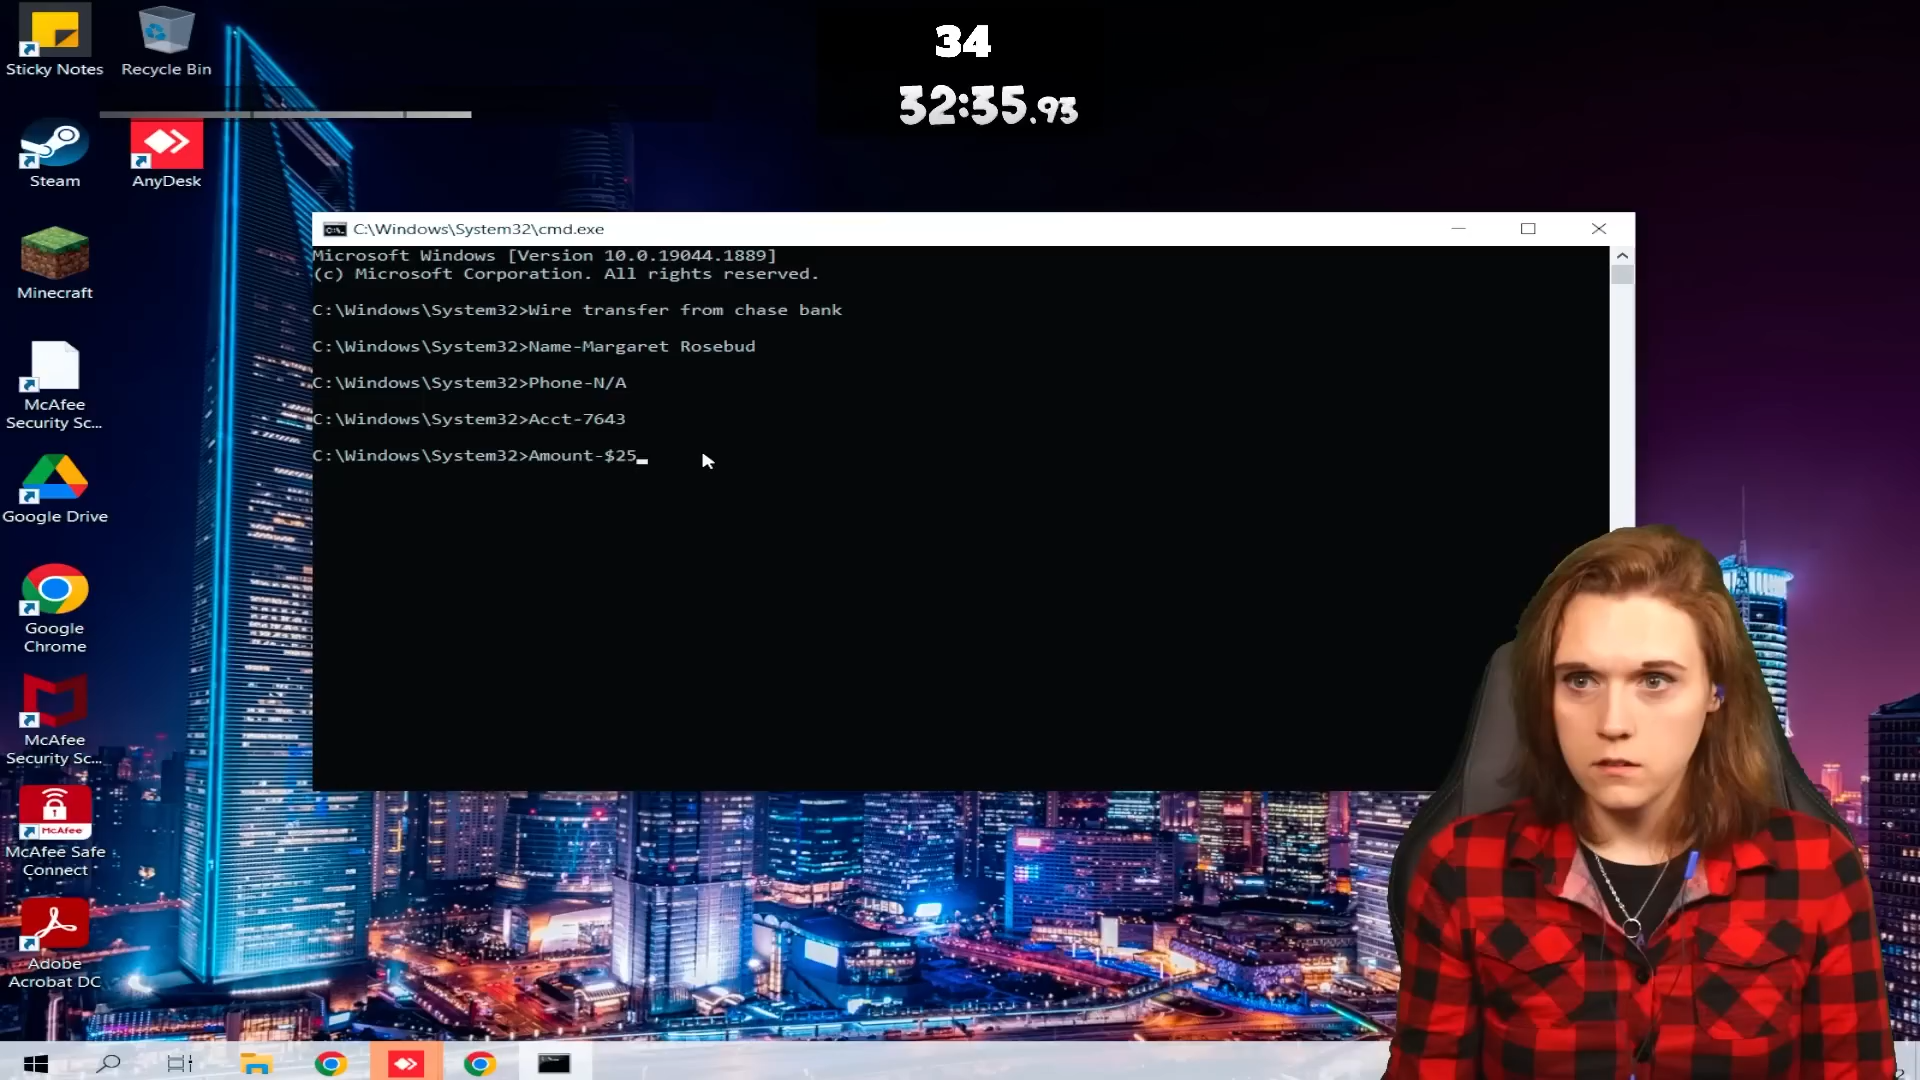 34
32:35.93
Sticky Notes
Recycle Bin
Steam
AnyDesk
Minecraft
McAfee
Security Sc...
Google Drive
Google
Chrome
McAfee
Security Sc...
McAfee
McAfee Safe
Connect
Adobe
Acrobat DC
C:\Windows\System32\cmd.exe
Microsoft Windows [Version 10.0.19044.1889]
(c) Microsoft Corporation. All rights reserved.
C:\Windows\System32>Wire transfer from chase bank
C:\Windows\System32>Name-Margaret Rosebud
C:\Windows\System32>Phone-N/A
C:\Windows\System32>Acct-7643
C:\Windows\System32>Amount-$25_